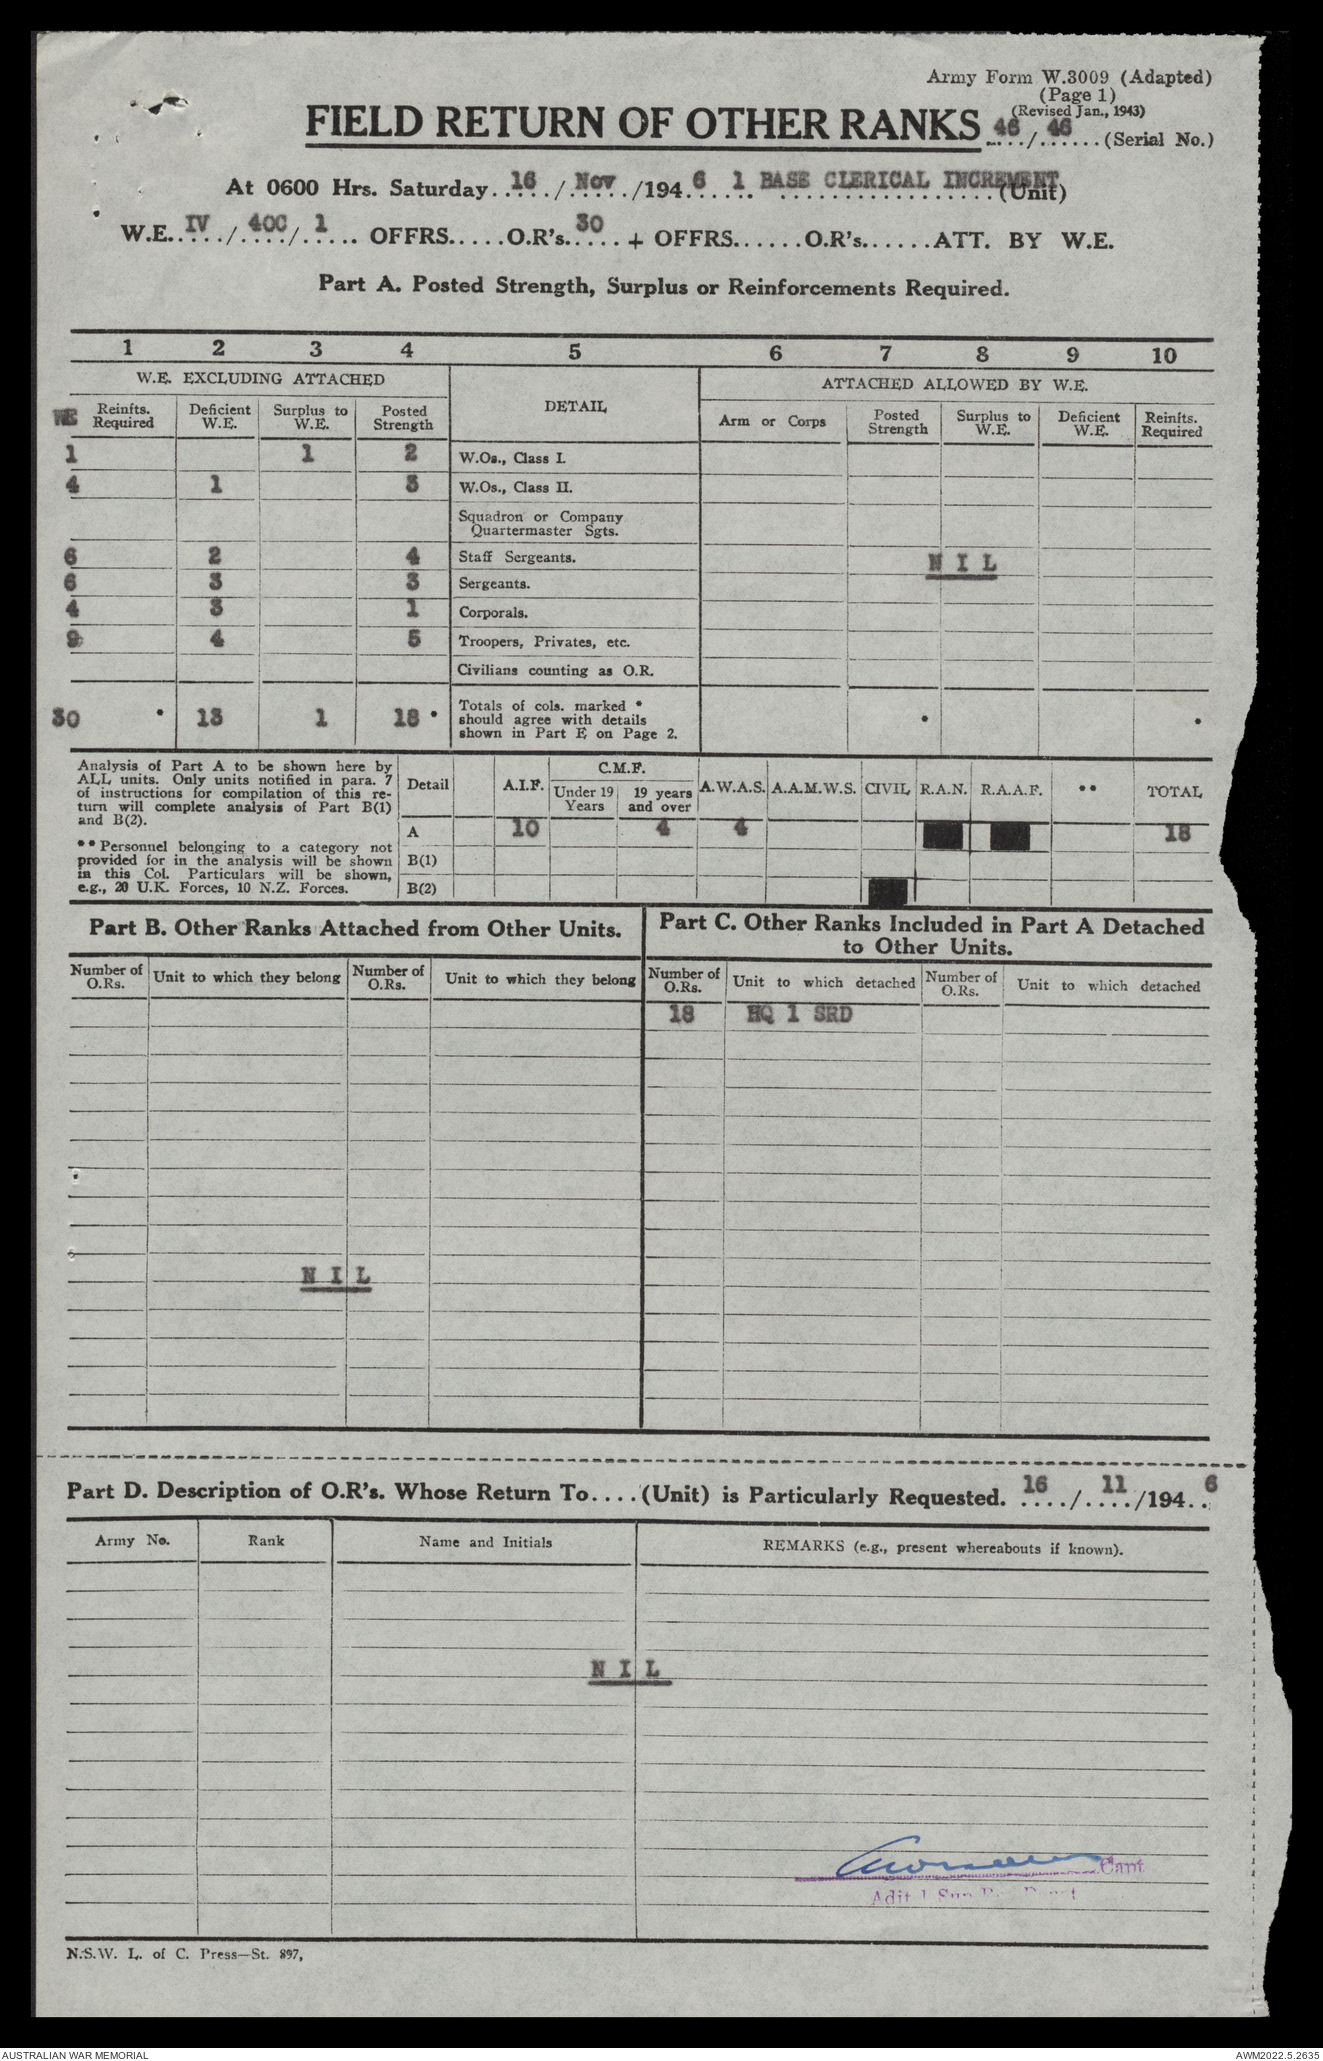 Army Form W.3009 (Adapted)
(Page 1)
(Revised Jan., 1943)
FIELD RETURN OF OTHER RANKS 46/46 (Serial No.)
At 0600 Hrs. Saturday 16/Nov/1946 1 BASE CLERICAL INCREMENT (Unit)
W.E. IV/40C/1 OFFRS.....O.R's. 30 + OFFRS......O.R's......ATT. BY W.E.
Part A. Posted Strength, Surplus or Reinforcements Required.
1 2 3 4 5 6 7 8 9 10
W.E. EXCLUDING ATTACHED DETAIL ATTACHED ALLOWED BY W.E.
WE Reinfts. Required Deficient W.E. Surplus to W.E. Posted Strength Arm or Corps Posted Strength Surplus to W.E. Deficient W.E. Reinfts. Required
1 1 2 W.Os., Class I.
4 1 3 W.Os., Class II.
Squadron or Company
Quartermaster Sgts.
6 2 4 Staff Sergeants. N I L
6 3 3 Sergeants.
4 3 1 Corporals.
9 4 5 Troopers, Privates, etc.
Civilians counting as O.R.
30 * 13 1 18 * Totals of cols. marked *
should agree with details
shown in Part E on Page 2. * *
Analysis of Part A to be shown here by
ALL units. Only units notified in para. 7
of instructions for compilation of this re-
turn will complete analysis of Part B(1)
and B(2).
**Personnel belonging to a category not
provided for in the analysis will be shown
in this Col. Particulars will be shown,
e.g., 20 U.K. Forces, 10 N.Z. Forces.
Detail A.I.F. C.M.F. Under 19 Years 19 years and over A.W.A.S. A.A.M.W.S. CIVIL R.A.N. R.A.A.F. ** TOTAL
A 10 4 4 18
B(1)
B(2)
Part B. Other Ranks Attached from Other Units.
Number of O.Rs. Unit to which they belong Number of O.Rs. Unit to which they belong
N I L
Part C. Other Ranks Included in Part A Detached
to Other Units.
Number of O.Rs. Unit to which detached Number of O.Rs. Unit to which detached
18 HQ 1 SRD
Part D. Description of O.R's. Whose Return To....(Unit) is Particularly Requested. 16/11/1946
Army No. Rank Name and Initials REMARKS (e.g., present whereabouts if known).
N I L
Capt
Adjt 1
N.S.W. L. of C. Press—St. 897,
AUSTRALIAN WAR MEMORIAL
AWM2022.5.2635